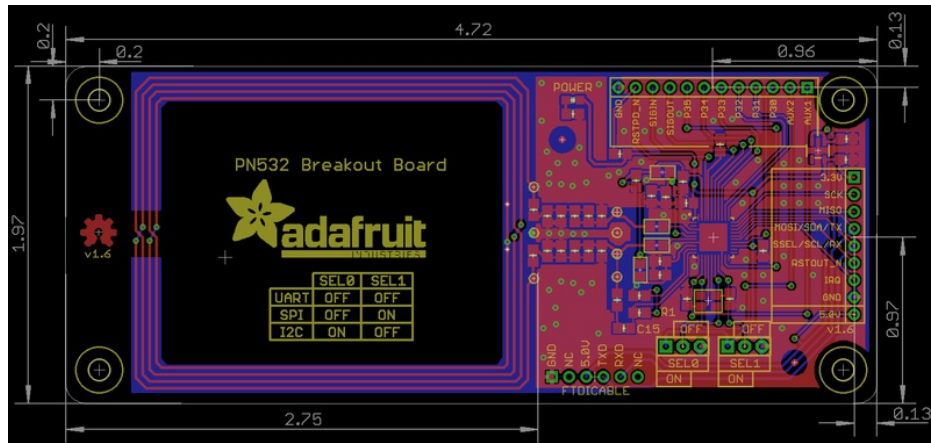 4.72
0.2
0.2
0.96
0.13
POWER
GND
RSTPD_N
SIGIN
SIGOUT
P35
P34
P33
P32
P31
P30
AUX2
AUX1
PN532 Breakout Board
adafruit
INDUSTRIES
1.97
v1.6
SEL0 SEL1
UART OFF OFF
SPI OFF ON
I2C ON OFF
3.3V
SCK
MISO
MOSI/SDA/TX
SSEL/SCL/RX
RSTOUT_N
IRQ
GND
5.0V
v1.6
R1
C15
OFF OFF
SEL0 SEL1
ON ON
GND
NC
5.0V
TXD
RXD
NC
FTDICABLE
0.97
2.75
0.13